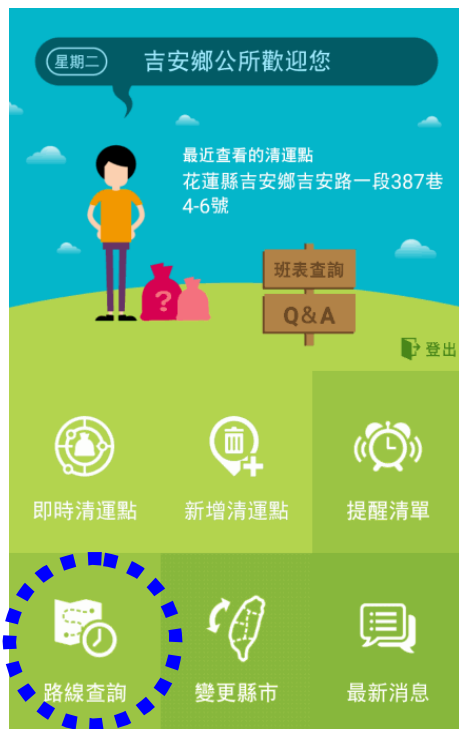 星期二
吉安鄉公所歡迎您
最近查看的清運點
花蓮縣吉安鄉吉安路一段387巷
4-6號
班表查詢
Q&A
?
登出
即時清運點
新增清運點
提醒清單
路線查詢
變更縣市
最新消息